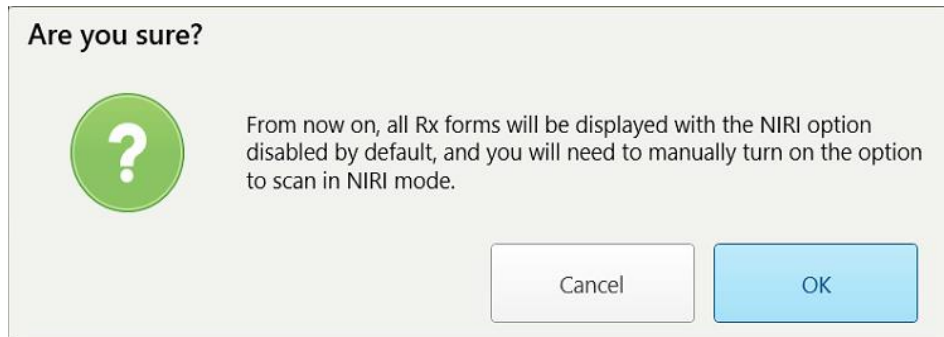 Are you sure?
?
From now on, all Rx forms will be displayed with the NIRI option
disabled by default, and you will need to manually turn on the option
to scan in NIRI mode.
Cancel
OK